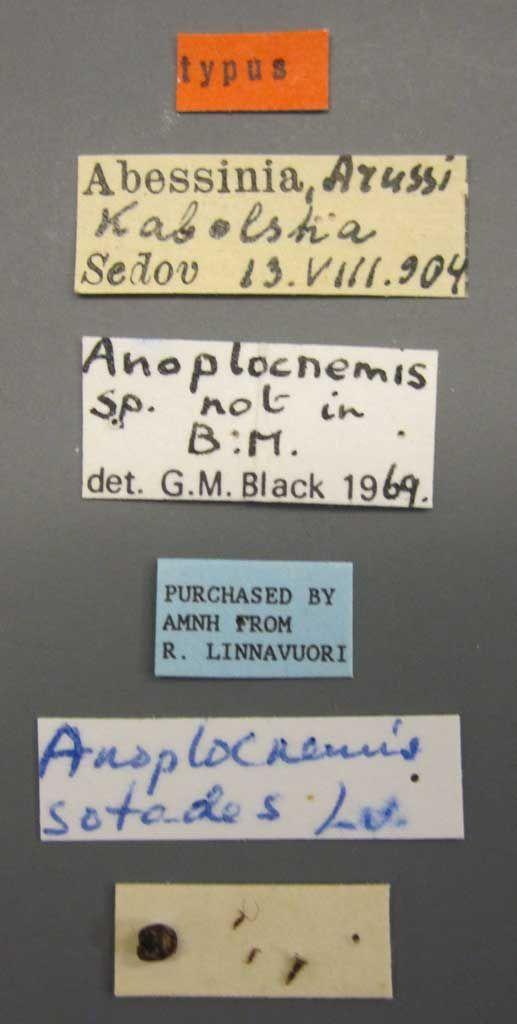 typus
Abessinia, Arussi
Kabolska
Sedov 13.VIII.904
Anoplocnemis
sp. not in
B.M.
det. G.M. Black 1969.
PURCHASED BY
AMNH FROM
R. LINNAVUORI
Anoplocnemis
sotades Lv.